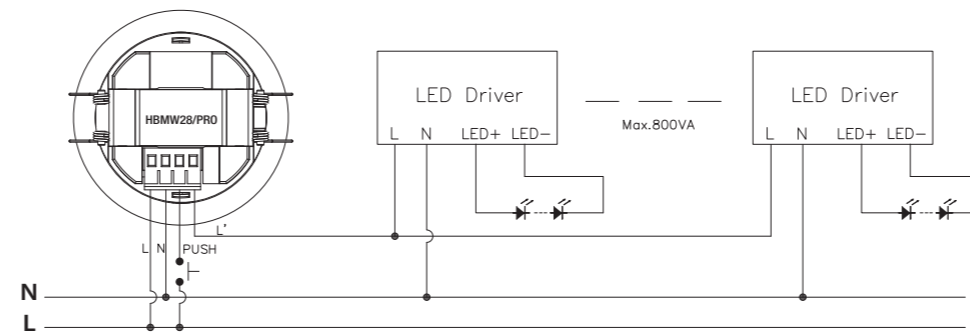 HBMW28/PRO
L N PUSH L'
LED Driver
L N LED+ LED-
Max.800VA
LED Driver
L N LED+ LED-
N
L